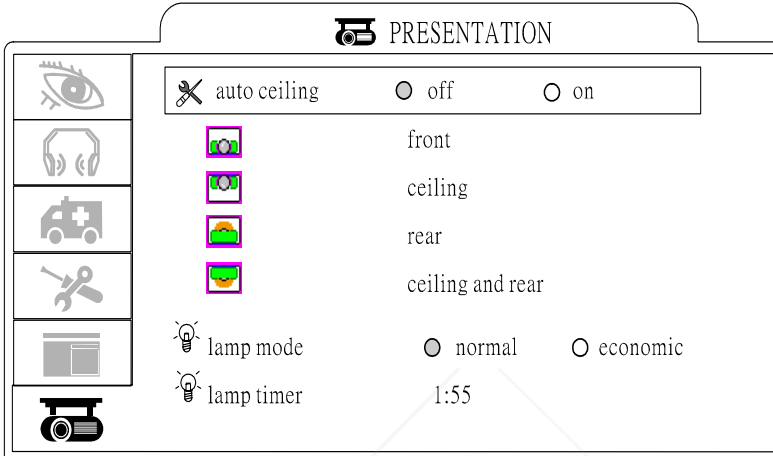 PRESENTATION
auto ceiling off on
front
ceiling
rear
ceiling and rear
lamp mode normal economic
lamp timer 1:55